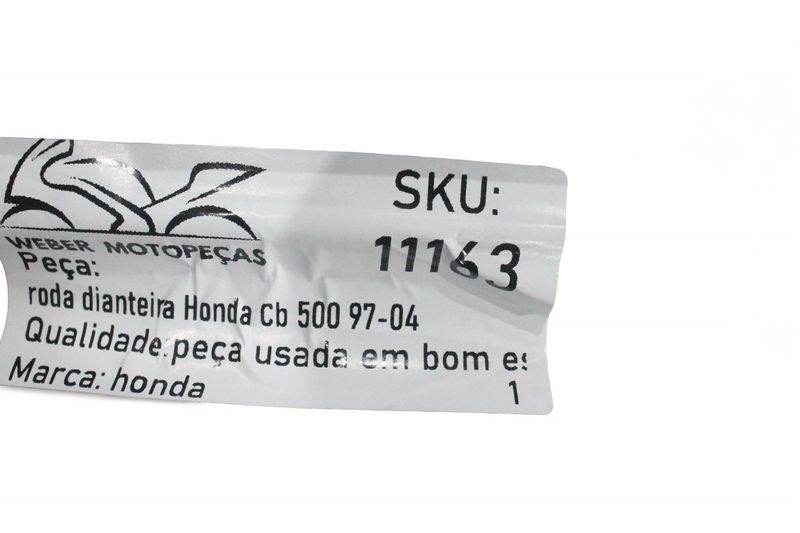 WEBER MOTOPEÇAS
SKU:
11163
Peça:
roda dianteira Honda Cb 500 97-04
Qualidade:peça usada em bom es
Marca: honda
1